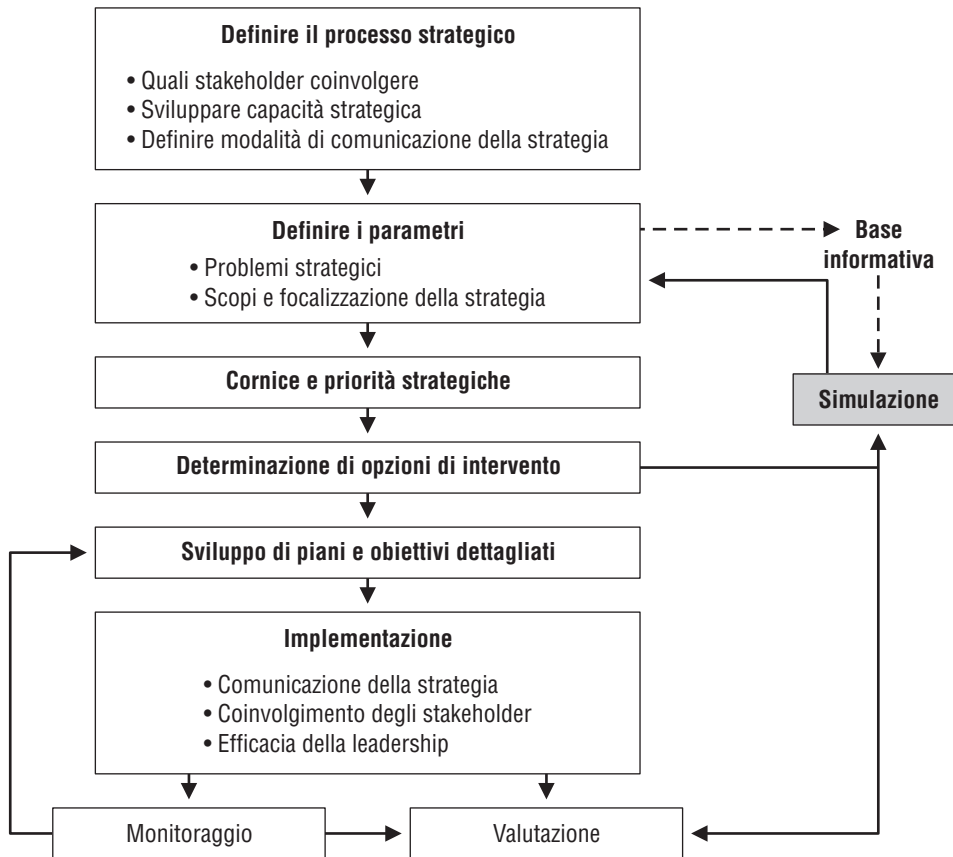 Definire il processo strategico
• Quali stakeholder coinvolgere
• Sviluppare capacità strategica
• Definire modalità di comunicazione della strategia
Definire i parametri
• Problemi strategici
• Scopi e focalizzazione della strategia
Base
informativa
Cornice e priorità strategiche
Simulazione
Determinazione di opzioni di intervento
Sviluppo di piani e obiettivi dettagliati
Implementazione
• Comunicazione della strategia
• Coinvolgimento degli stakeholder
• Efficacia della leadership
Monitoraggio
Valutazione